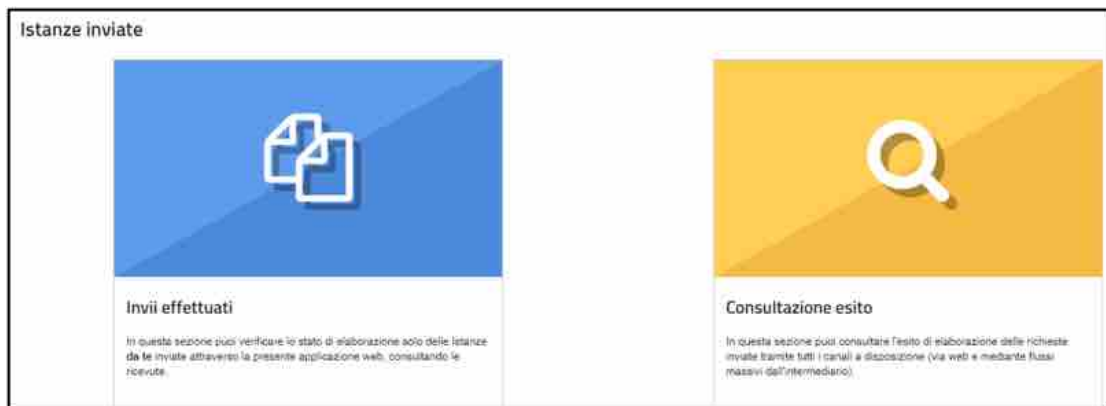 Istanze inviate
Invii effettuati
In questa sezione puoi verificare lo stato di elaborazione solo delle Istanze
da te inviate attraverso la presente applicazione web, consultando le
ricevute.
Consultazione esito
In questa sezione puoi consultare l'esito di elaborazione delle richieste
inviate tramite tutti i canali a disposizione (via web e mediante flussi
massivi dall'intermediario)